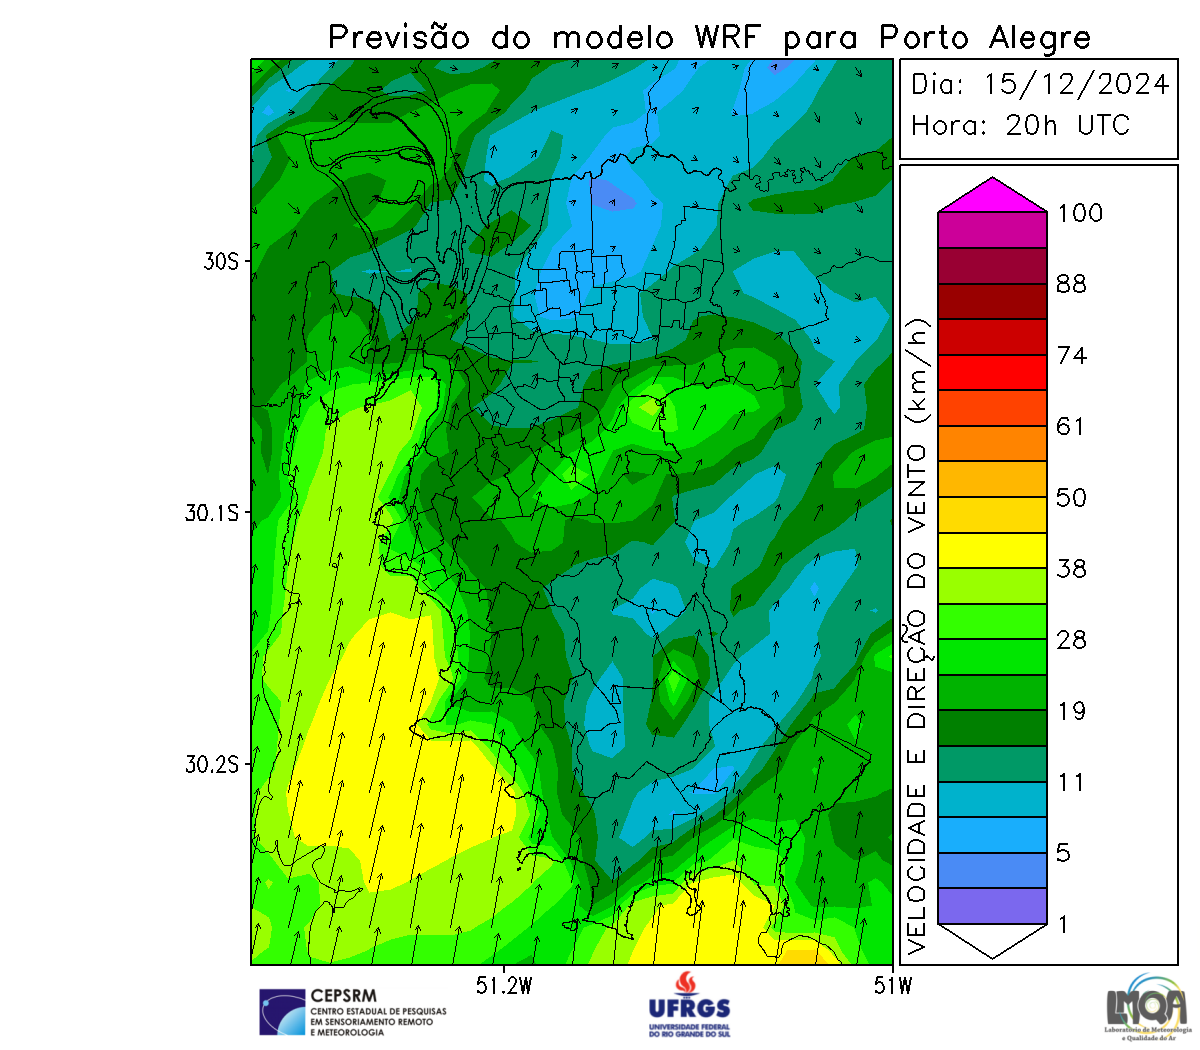 Previsão do modelo WRF para Porto Alegre
Dia: 15/12/2024
Hora: 20h UTC
30S
30.1S
30.2S
51.2W
51W
VELOCIDADE E DIREÇÃO DO VENTO (km/h)
100
88
74
61
50
38
28
19
11
5
1
CEPSRM
CENTRO ESTADUAL DE PESQUISAS
EM SENSORIAMENTO REMOTO
E METEOROLOGIA
UFRGS
UNIVERSIDADE FEDERAL
DO RIO GRANDE DO SUL
LMQA
Laboratório de Meteorologia
e Qualidade do Ar